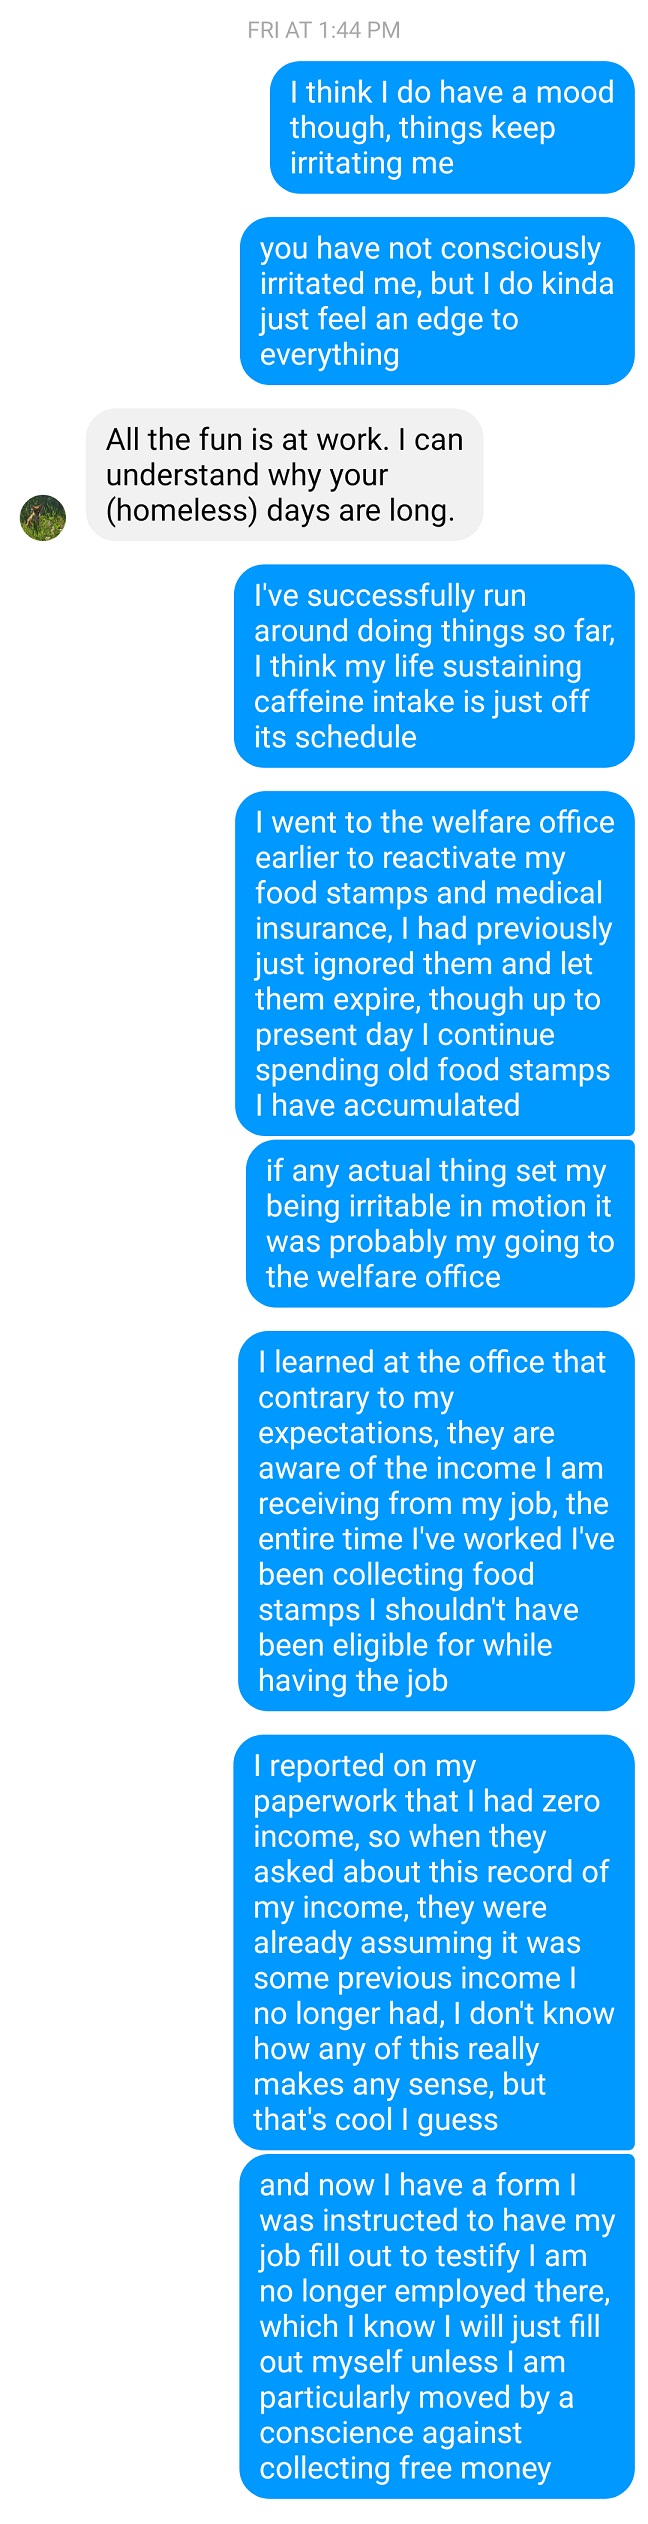 FRI AT 1:44 PM
I think I do have a mood
though, things keep
irritating me
you have not consciously
irritated me, but I do kinda
just feel an edge to
everything
All the fun is at work. I can
understand why your
(homeless) days are long.
I've successfully run
around doing things so far,
I think my life sustaining
caffeine intake is just off
its schedule
I went to the welfare office
earlier to reactivate my
food stamps and medical
insurance, I had previously
just ignored them and let
them expire, though up to
present day I continue
spending old food stamps
I have accumulated
if any actual thing set my
being irritable in motion it
was probably my going to
the welfare office
I learned at the office that
contrary to my
expectations, they are
aware of the income I am
receiving from my job, the
entire time I've worked I've
been collecting food
stamps I shouldn't have
been eligible for while
having the job
I reported on my
paperwork that I had zero
income, so when they
asked about this record of
my income, they were
already assuming it was
some previous income I
no longer had, I don't know
how any of this really
makes any sense, but
that's cool I guess
and now I have a form I
was instructed to have my
job fill out to testify I am
no longer employed there,
which I know I will just fill
out myself unless I am
particularly moved by a
conscience against
collecting free money